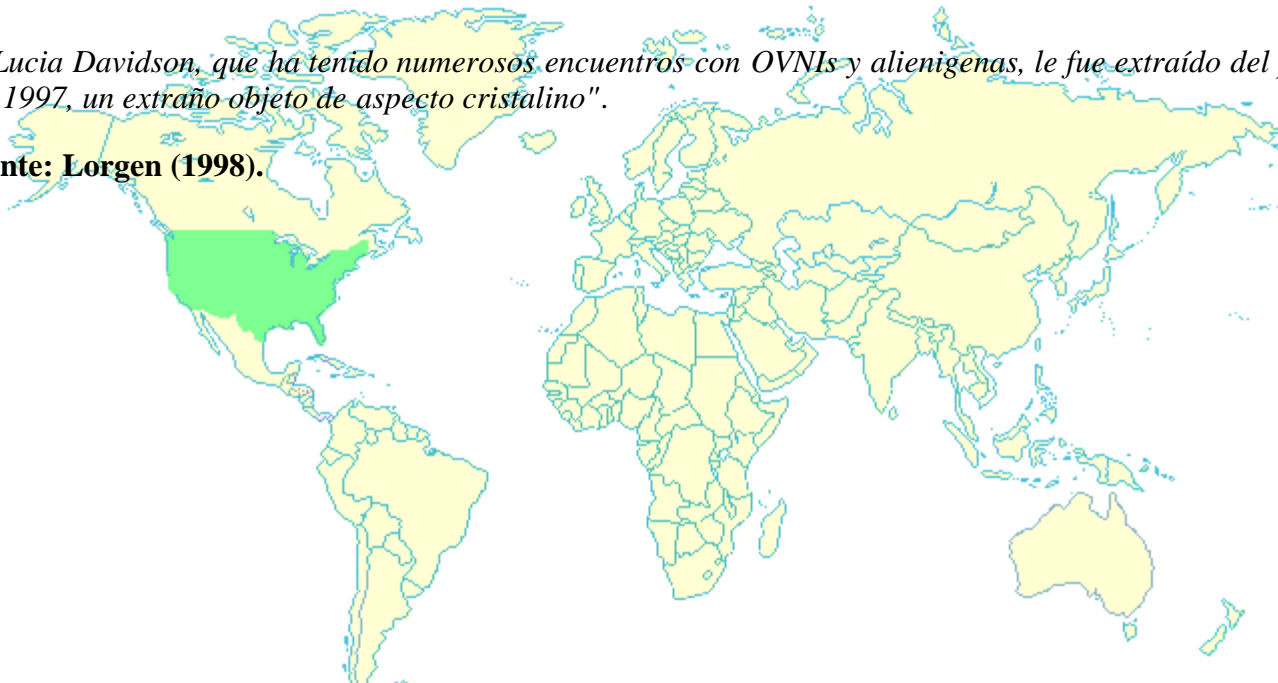 Lucia Davidson, que ha tenido numerosos encuentros con OVNIs y alienigenas, le fue extraído del
1997, un extraño objeto de aspecto cristalino".
nte: Lorgen (1998).